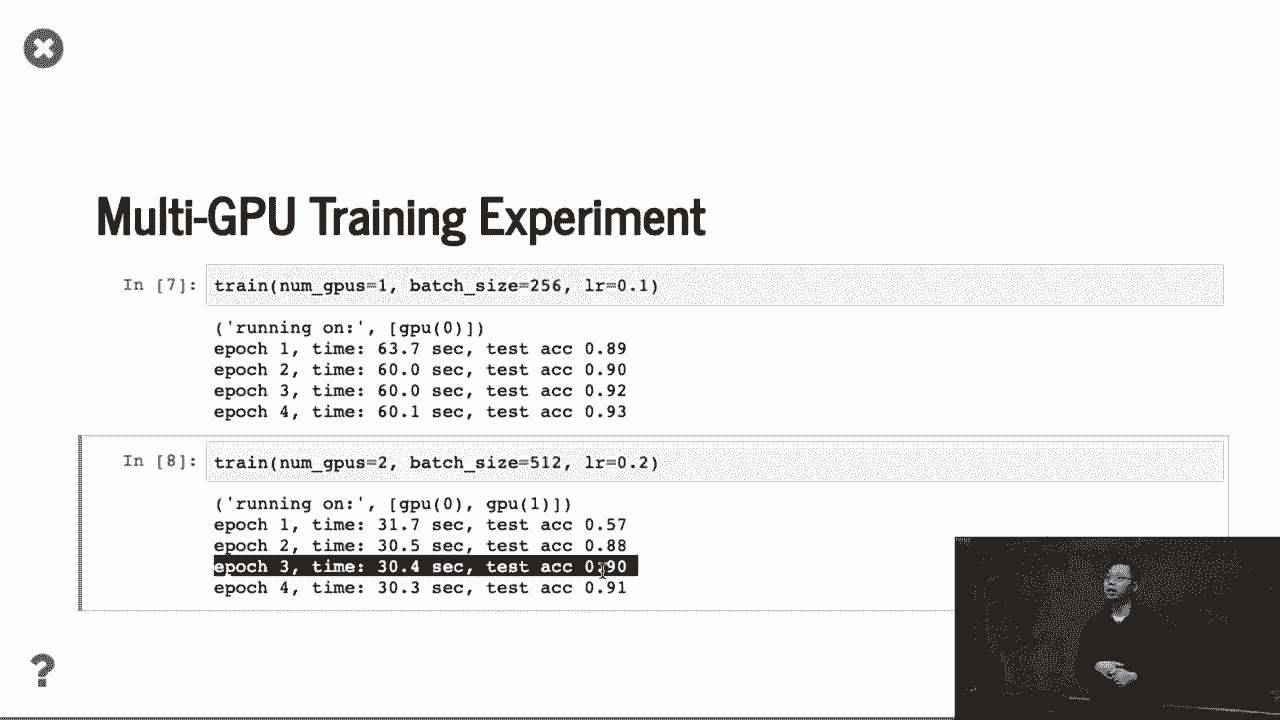 Multi-GPU Training Experiment
In [7]: train(num_gpus=1, batch_size=256, lr=0.1)
('running on:', [gpu(0)])
epoch 1, time: 63.7 sec, test acc 0.89
epoch 2, time: 60.0 sec, test acc 0.90
epoch 3, time: 60.0 sec, test acc 0.92
epoch 4, time: 60.1 sec, test acc 0.93
In [8]: train(num_gpus=2, batch_size=512, lr=0.2)
('running on:', [gpu(0), gpu(1)])
epoch 1, time: 31.7 sec, test acc 0.57
epoch 2, time: 30.5 sec, test acc 0.88
epoch 3, time: 30.4 sec, test acc 0.90
epoch 4, time: 30.3 sec, test acc 0.91
?